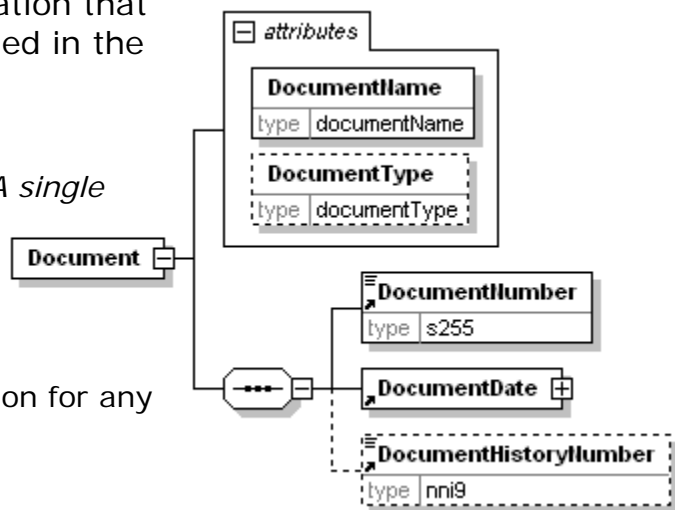 ation that
ed in the
A single
on for any
attributes
DocumentName
type documentName
DocumentType
type documentType
Document
DocumentNumber
type s255
DocumentDate
DocumentHistoryNumber
type nni9